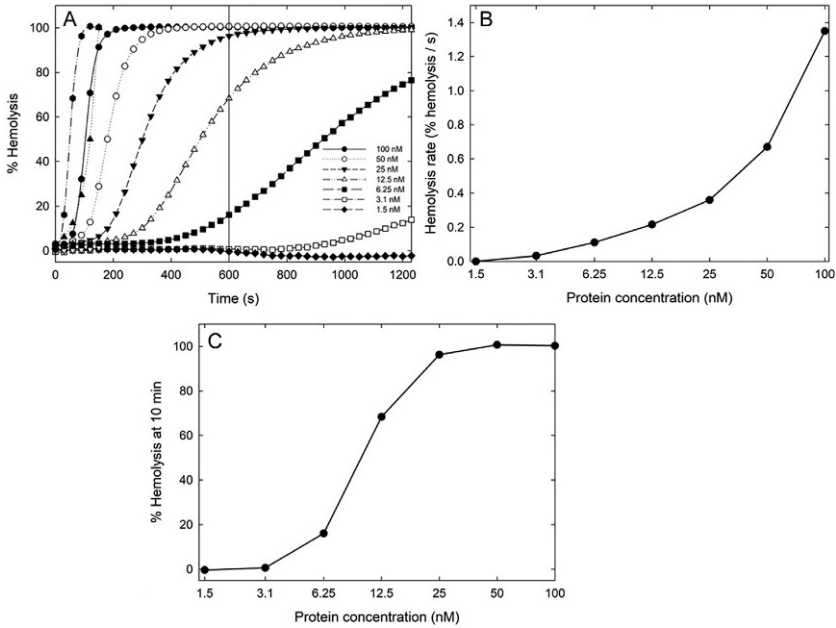 A
% Hemolysis
100
80
60
40
20
0
100 nM
50 nM
25 nM
12.5 nM
6.25 nM
3.1 nM
1.5 nM
0 200 400 600 800 1000 1200
Time (s)
B
Hemolysis rate (% hemolysis / s)
1.4
1.2
1.0
0.8
0.6
0.4
0.2
0.0
1.5 3.1 6.25 12.5 25 50 100
Protein concentration (nM)
C
% Hemolysis at 10 min
100
80
60
40
20
0
1.5 3.1 6.25 12.5 25 50 100
Protein concentration (nM)